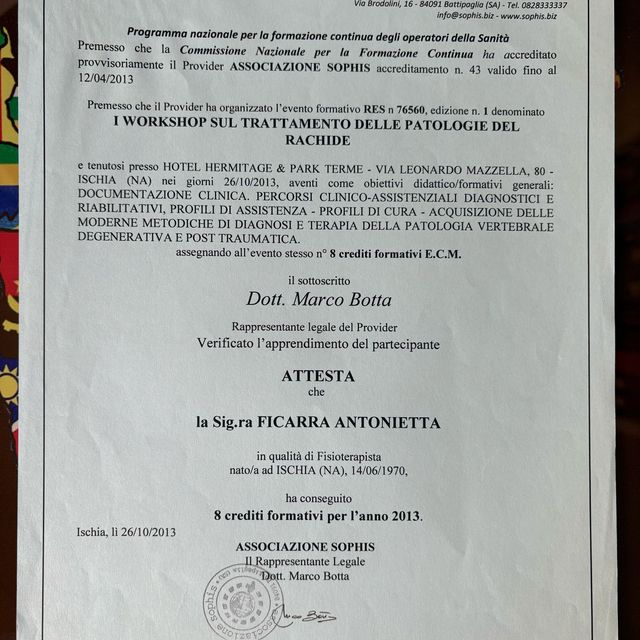 Via Brodolini, 16 - 84091 Battipaglia (SA) - Tel. 0828333337
info@sophis.biz - www.sophis.biz
Programma nazionale per la formazione continua degli operatori della Sanità
Premesso che la Commissione Nazionale per la Formazione Continua ha accreditato
provvisoriamente il Provider ASSOCIAZIONE SOPHIS accreditamento n. 43 valido fino al
12/04/2013
Premesso che il Provider ha organizzato l'evento formativo RES n 76560, edizione n. 1 denominato
I WORKSHOP SUL TRATTAMENTO DELLE PATOLOGIE DEL
RACHIDE
e tenutosi presso HOTEL HERMITAGE & PARK TERME - VIA LEONARDO MAZZELLA, 80 -
ISCHIA (NA) nei giorni 26/10/2013, aventi come obiettivi didattico/formativi generali:
DOCUMENTAZIONE CLINICA. PERCORSI CLINICO-ASSISTENZIALI DIAGNOSTICI E
RIABILITATIVI, PROFILI DI ASSISTENZA - PROFILI DI CURA - ACQUISIZIONE DELLE
MODERNE METODICHE DI DIAGNOSI E TERAPIA DELLA PATOLOGIA VERTEBRALE
DEGENERATIVA E POST TRAUMATICA.
assegnando all'evento stesso n° 8 crediti formativi E.C.M.
il sottoscritto
Dott. Marco Botta
Rappresentante legale del Provider
Verificato l'apprendimento del partecipante
ATTESTA
che
la Sig.ra FICARRA ANTONIETTA
in qualità di Fisioterapista
nato/a ad ISCHIA (NA), 14/06/1970,
ha conseguito
8 crediti formativi per l'anno 2013.
Ischia, lì 26/10/2013
ASSOCIAZIONE SOPHIS
Il Rappresentante Legale
Dott. Marco Botta
associazione sophis